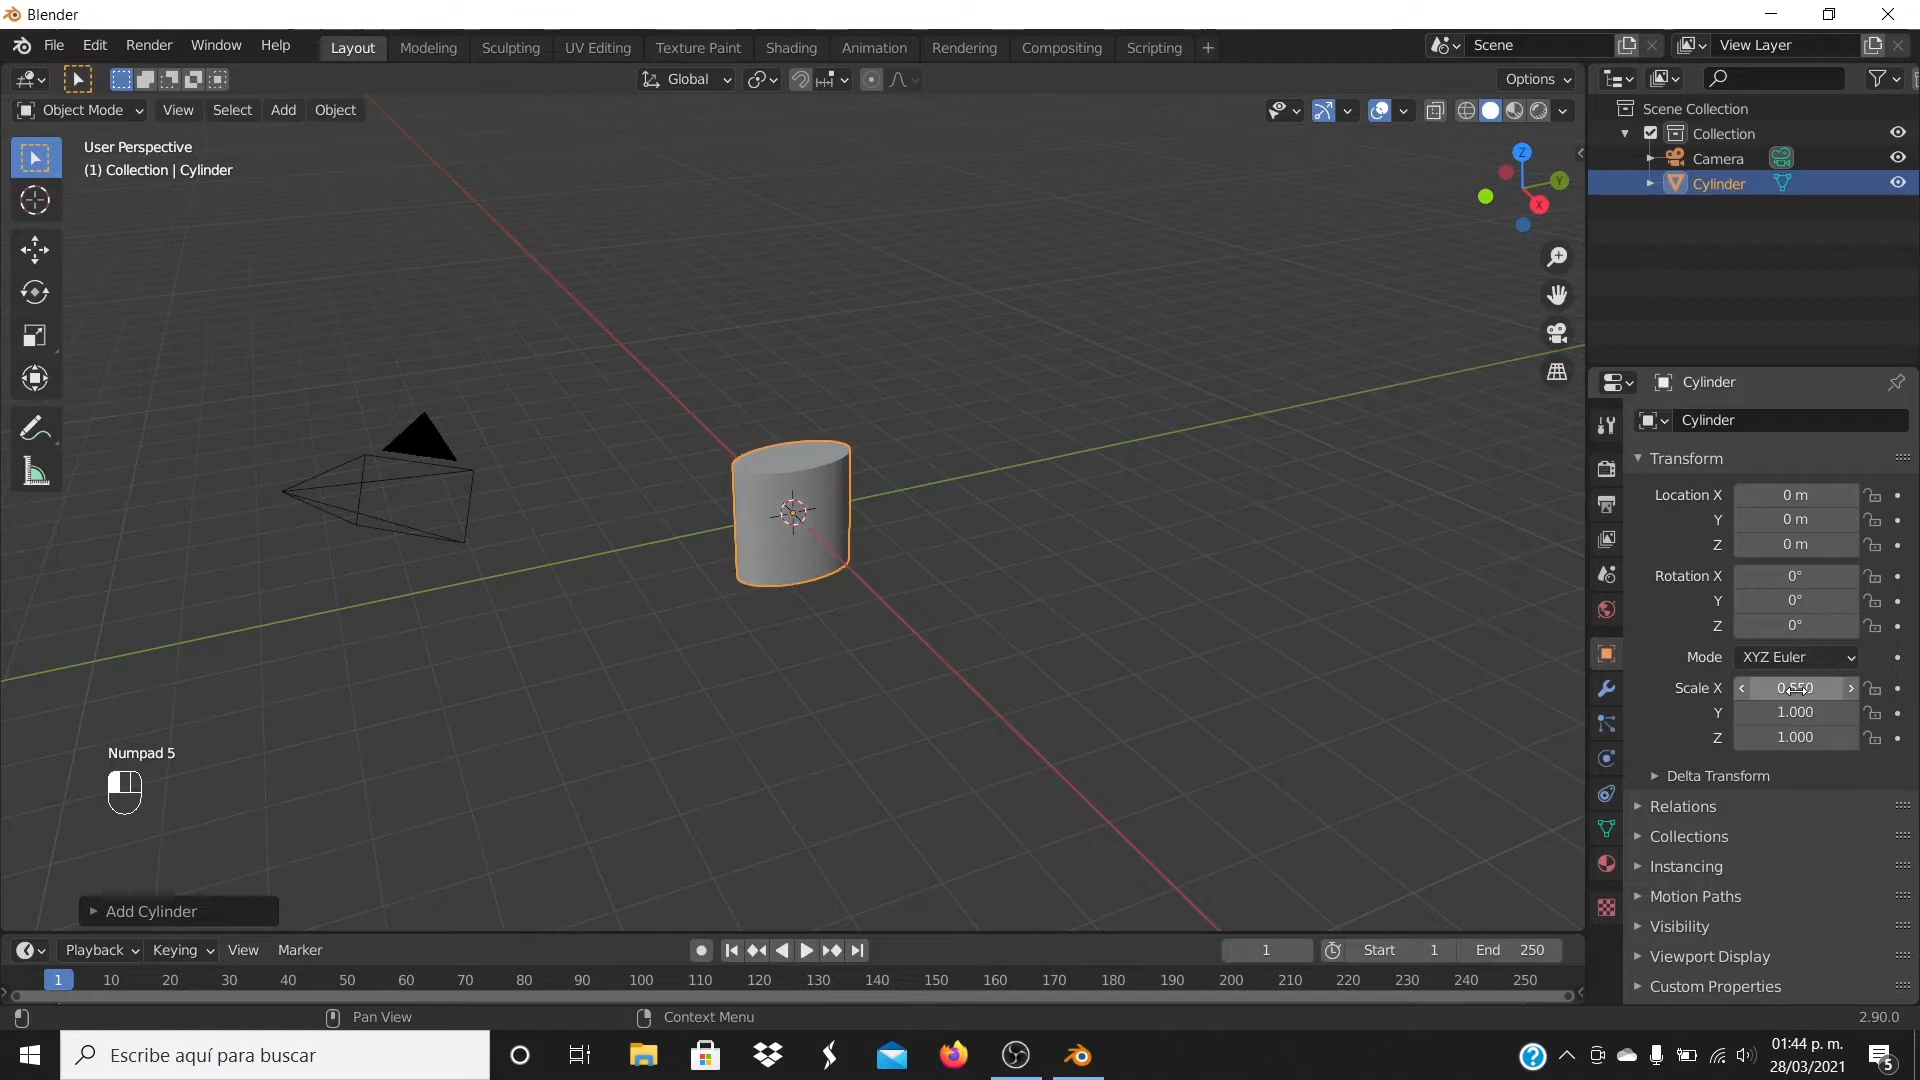 Blender
File Edit Render Window Help Layout Modeling Sculpting UV Editing Texture Paint Shading Animation Rendering Compositing Scripting + Scene View Layer
Global Options
Object Mode View Select Add Object
User Perspective
(1) Collection | Cylinder
Z
Y
X
Scene Collection
Collection
Camera
Cylinder
Cylinder
Cylinder
Transform
Location X 0 m
Y 0 m
Z 0 m
Rotation X 0°
Y 0°
Z 0°
Mode XYZ Euler
Scale X 0.550
Y 1.000
Z 1.000
Delta Transform
Relations
Collections
Instancing
Motion Paths
Visibility
Viewport Display
Custom Properties
Numpad 5
Add Cylinder
Playback Keying View Marker 1 Start 1 End 250
1 10 20 30 40 50 60 70 80 90 100 110 120 130 140 150 160 170 180 190 200 210 220 230 240 250
Pan View Context Menu 2.90.0
Escribe aquí para buscar
01:44 p. m.
28/03/2021
5